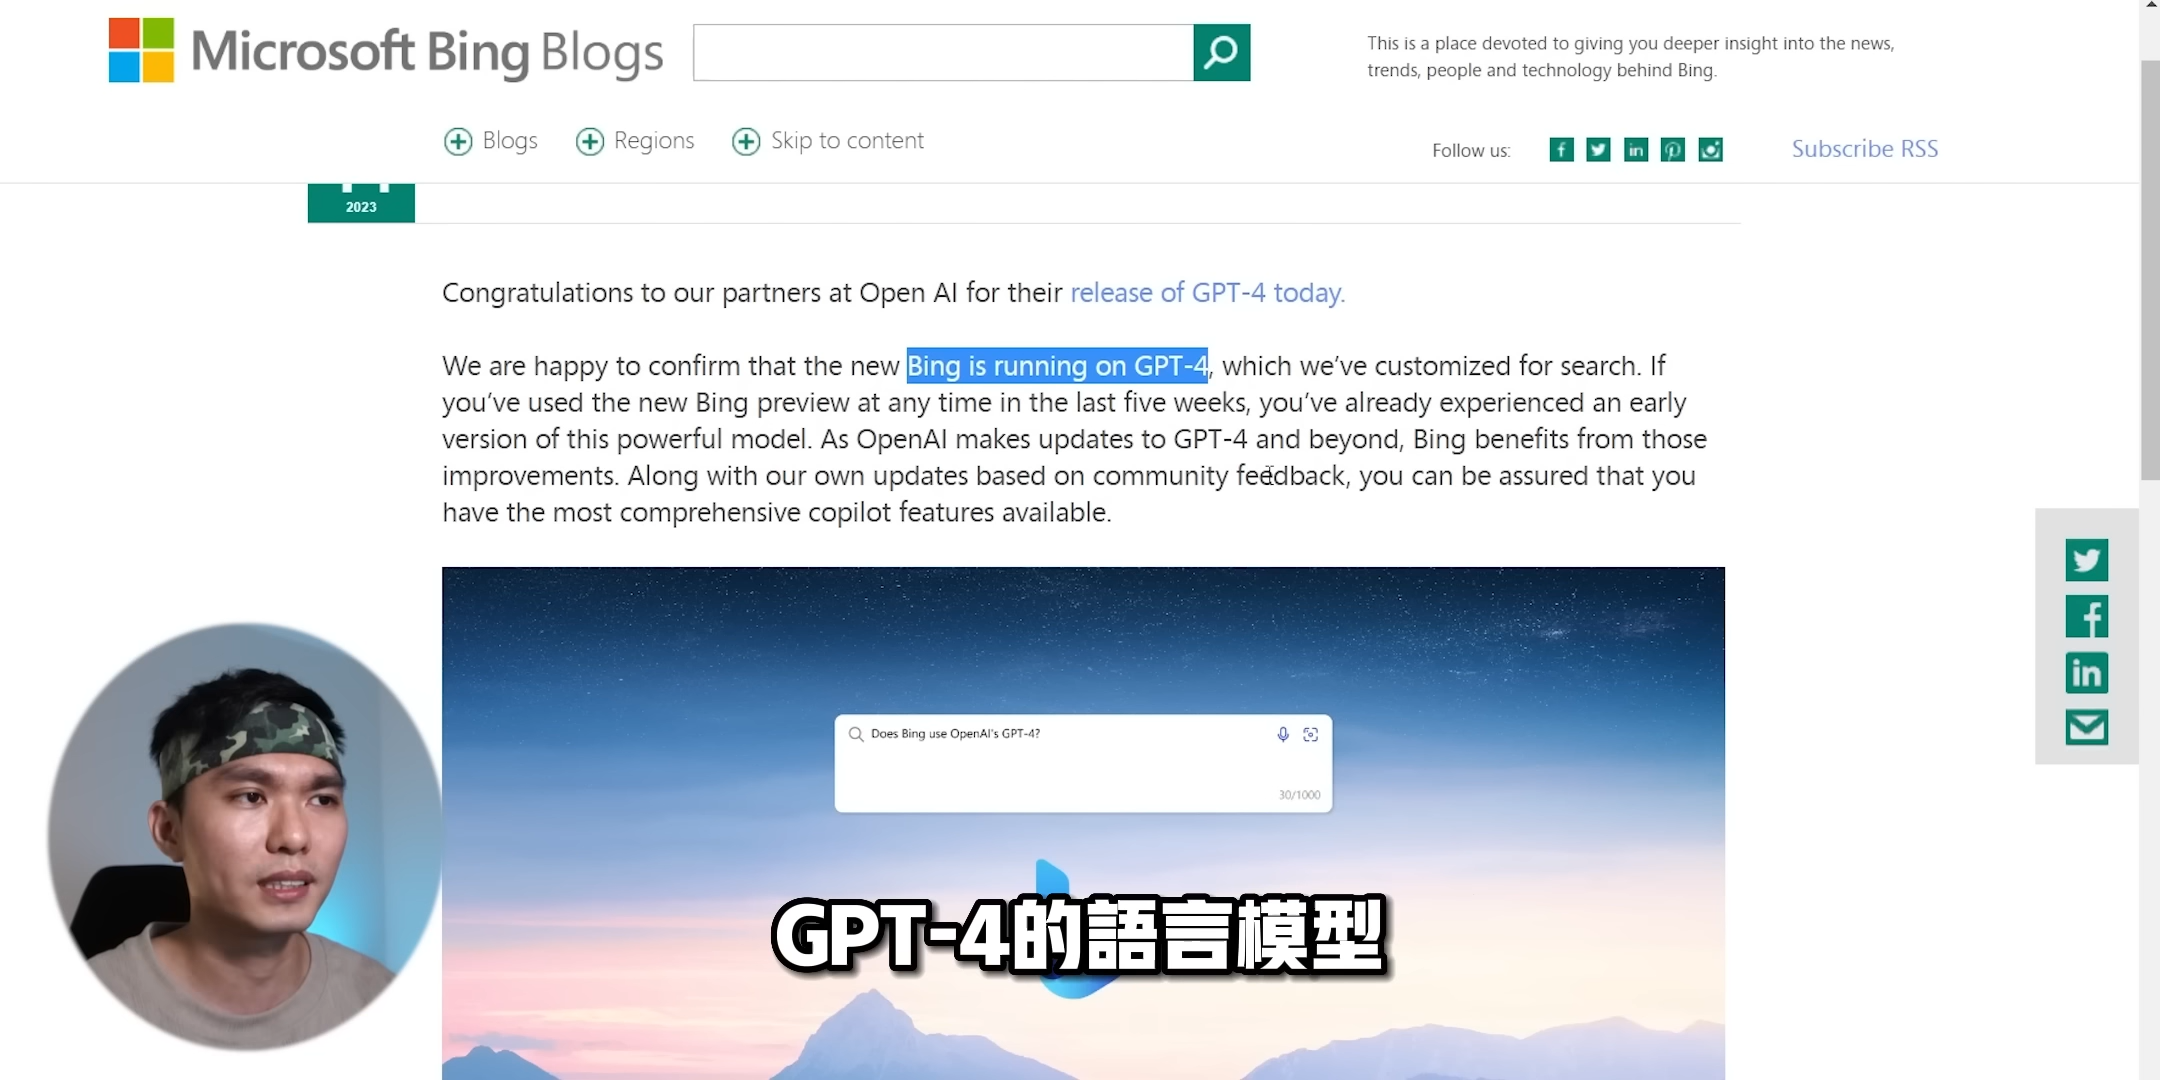 Microsoft Bing Blogs
This is a place devoted to giving you deeper insight into the news,
trends, people and technology behind Bing.
Blogs
Regions
Skip to content
Follow us:
Subscribe RSS
2023
Congratulations to our partners at Open AI for their release of GPT-4 today.
We are happy to confirm that the new Bing is running on GPT-4, which we’ve customized for search. If
you’ve used the new Bing preview at any time in the last five weeks, you’ve already experienced an early
version of this powerful model. As OpenAI makes updates to GPT-4 and beyond, Bing benefits from those
improvements. Along with our own updates based on community feedback, you can be assured that you
have the most comprehensive copilot features available.
Does Bing use OpenAI's GPT-4?
30/1000
GPT-4的語言模型